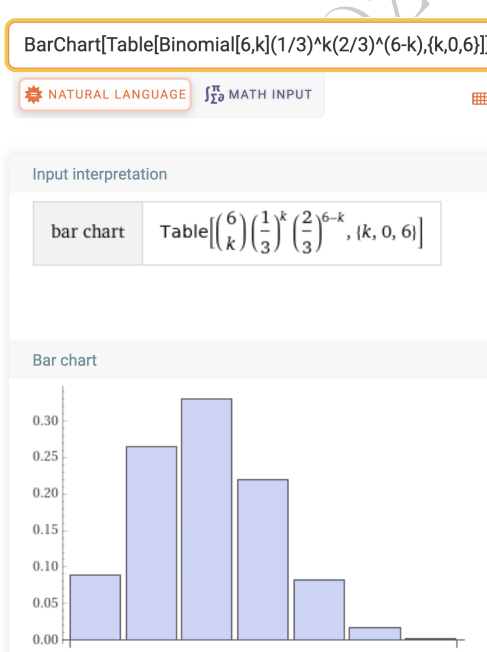 BarChart[Table[Binomial[6,k](1/3)^k(2/3)^(6-k),{k,0,6}]]
NATURAL LANGUAGE MATH INPUT
Input interpretation
bar chart Table[(6 k) (1/3)^k (2/3)^(6-k), {k, 0, 6}]
Bar chart
0.30
0.25
0.20
0.15
0.10
0.05
0.00